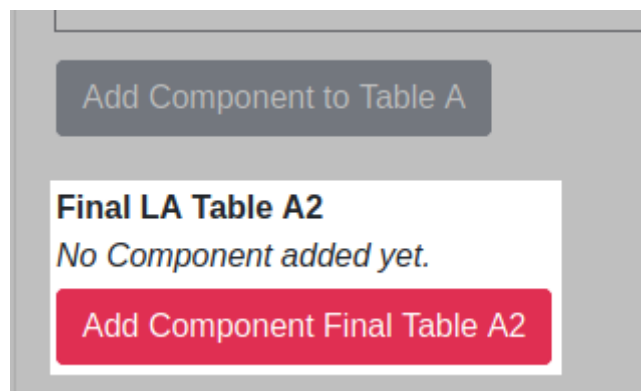 Add Component to Table A
Final LA Table A2
No Component added yet.
Add Component Final Table A2